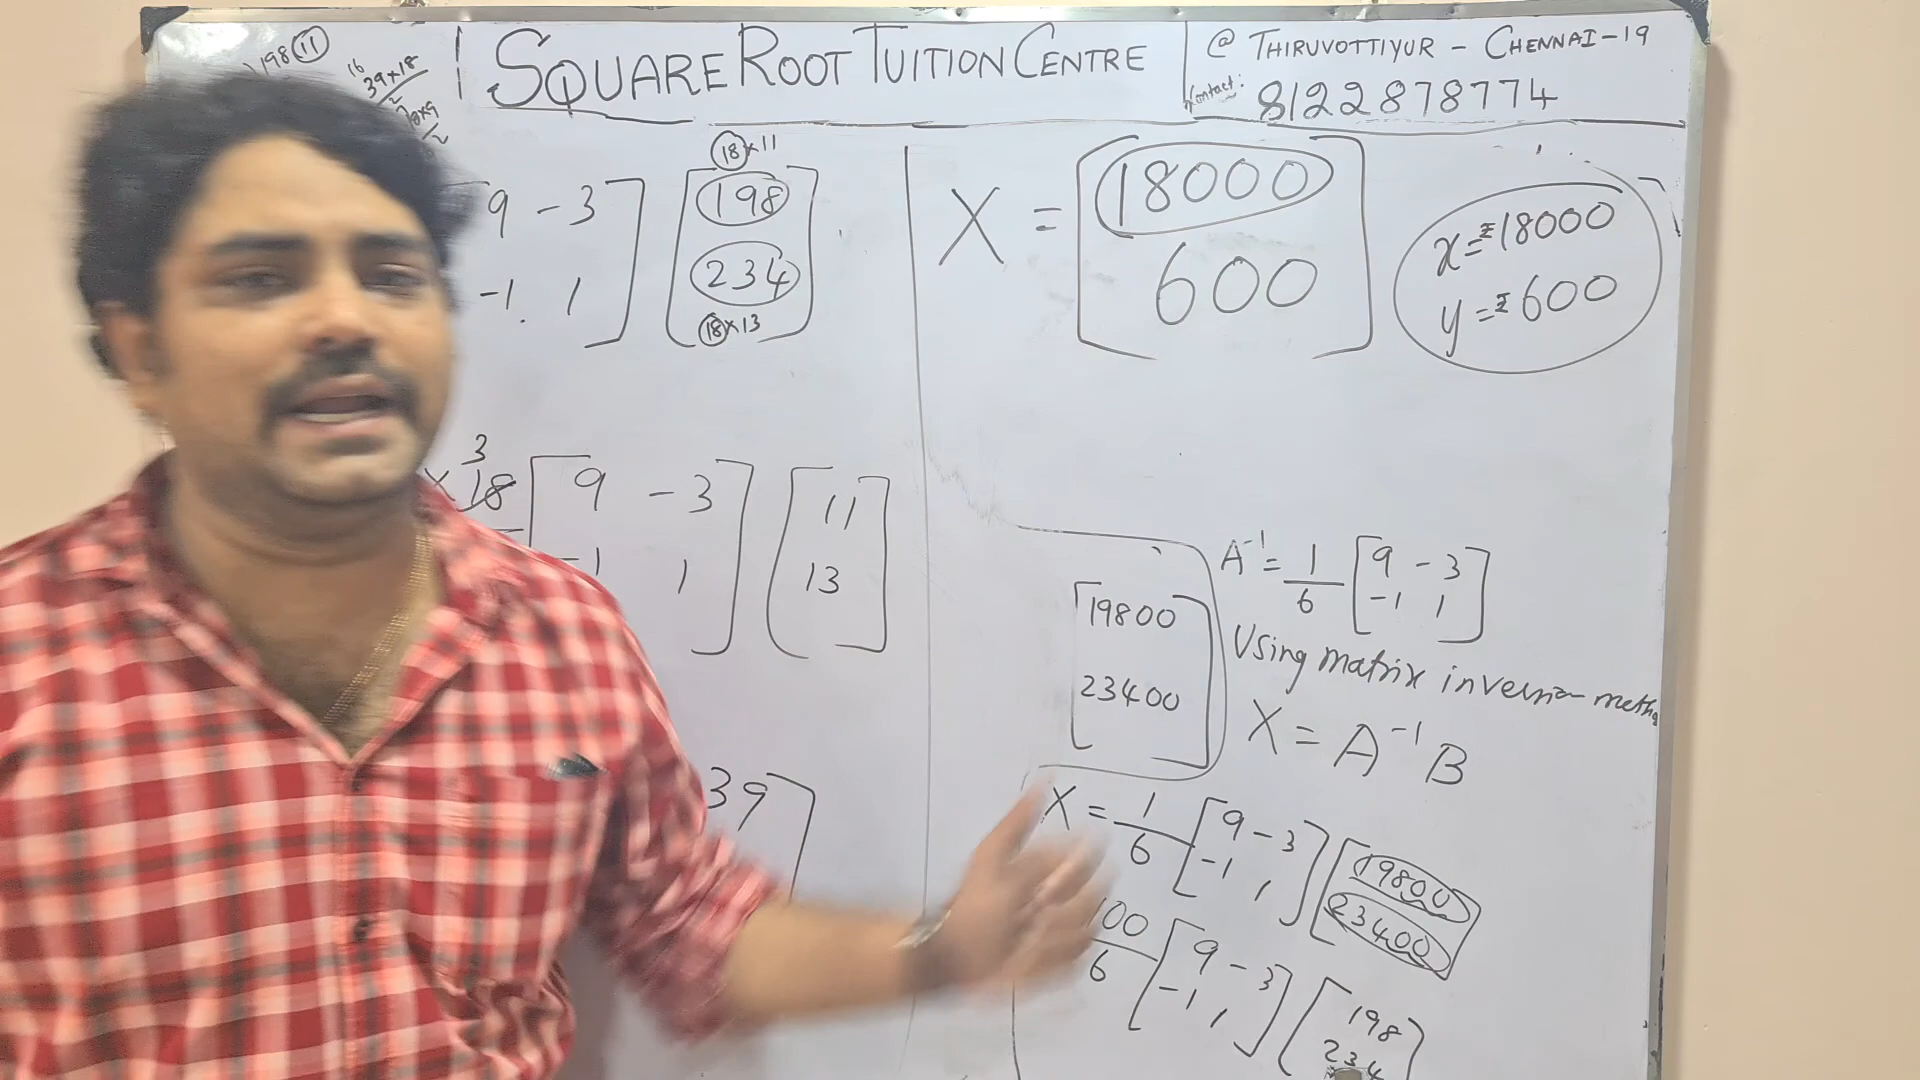 SQUARE ROOT TUITION CENTRE
@ THIRUVOTTIYUR - CHENNAI-19
Contact:
8122878774
198 11
16
39×18
2
18×11
9 -3
-1 1
198
234
18×13
3
× 18
9 -3
-1 1
11
13
39
X = 18000
600
x=₹18000
y=₹600
19800
23400
A⁻¹ = 1/6 9 -3
-1 1
Using matrix inversion
X = A⁻¹ B
X = 1/6 9 -3
-1 1
19800
23400
100/6 9 -3
-1 1
198
234